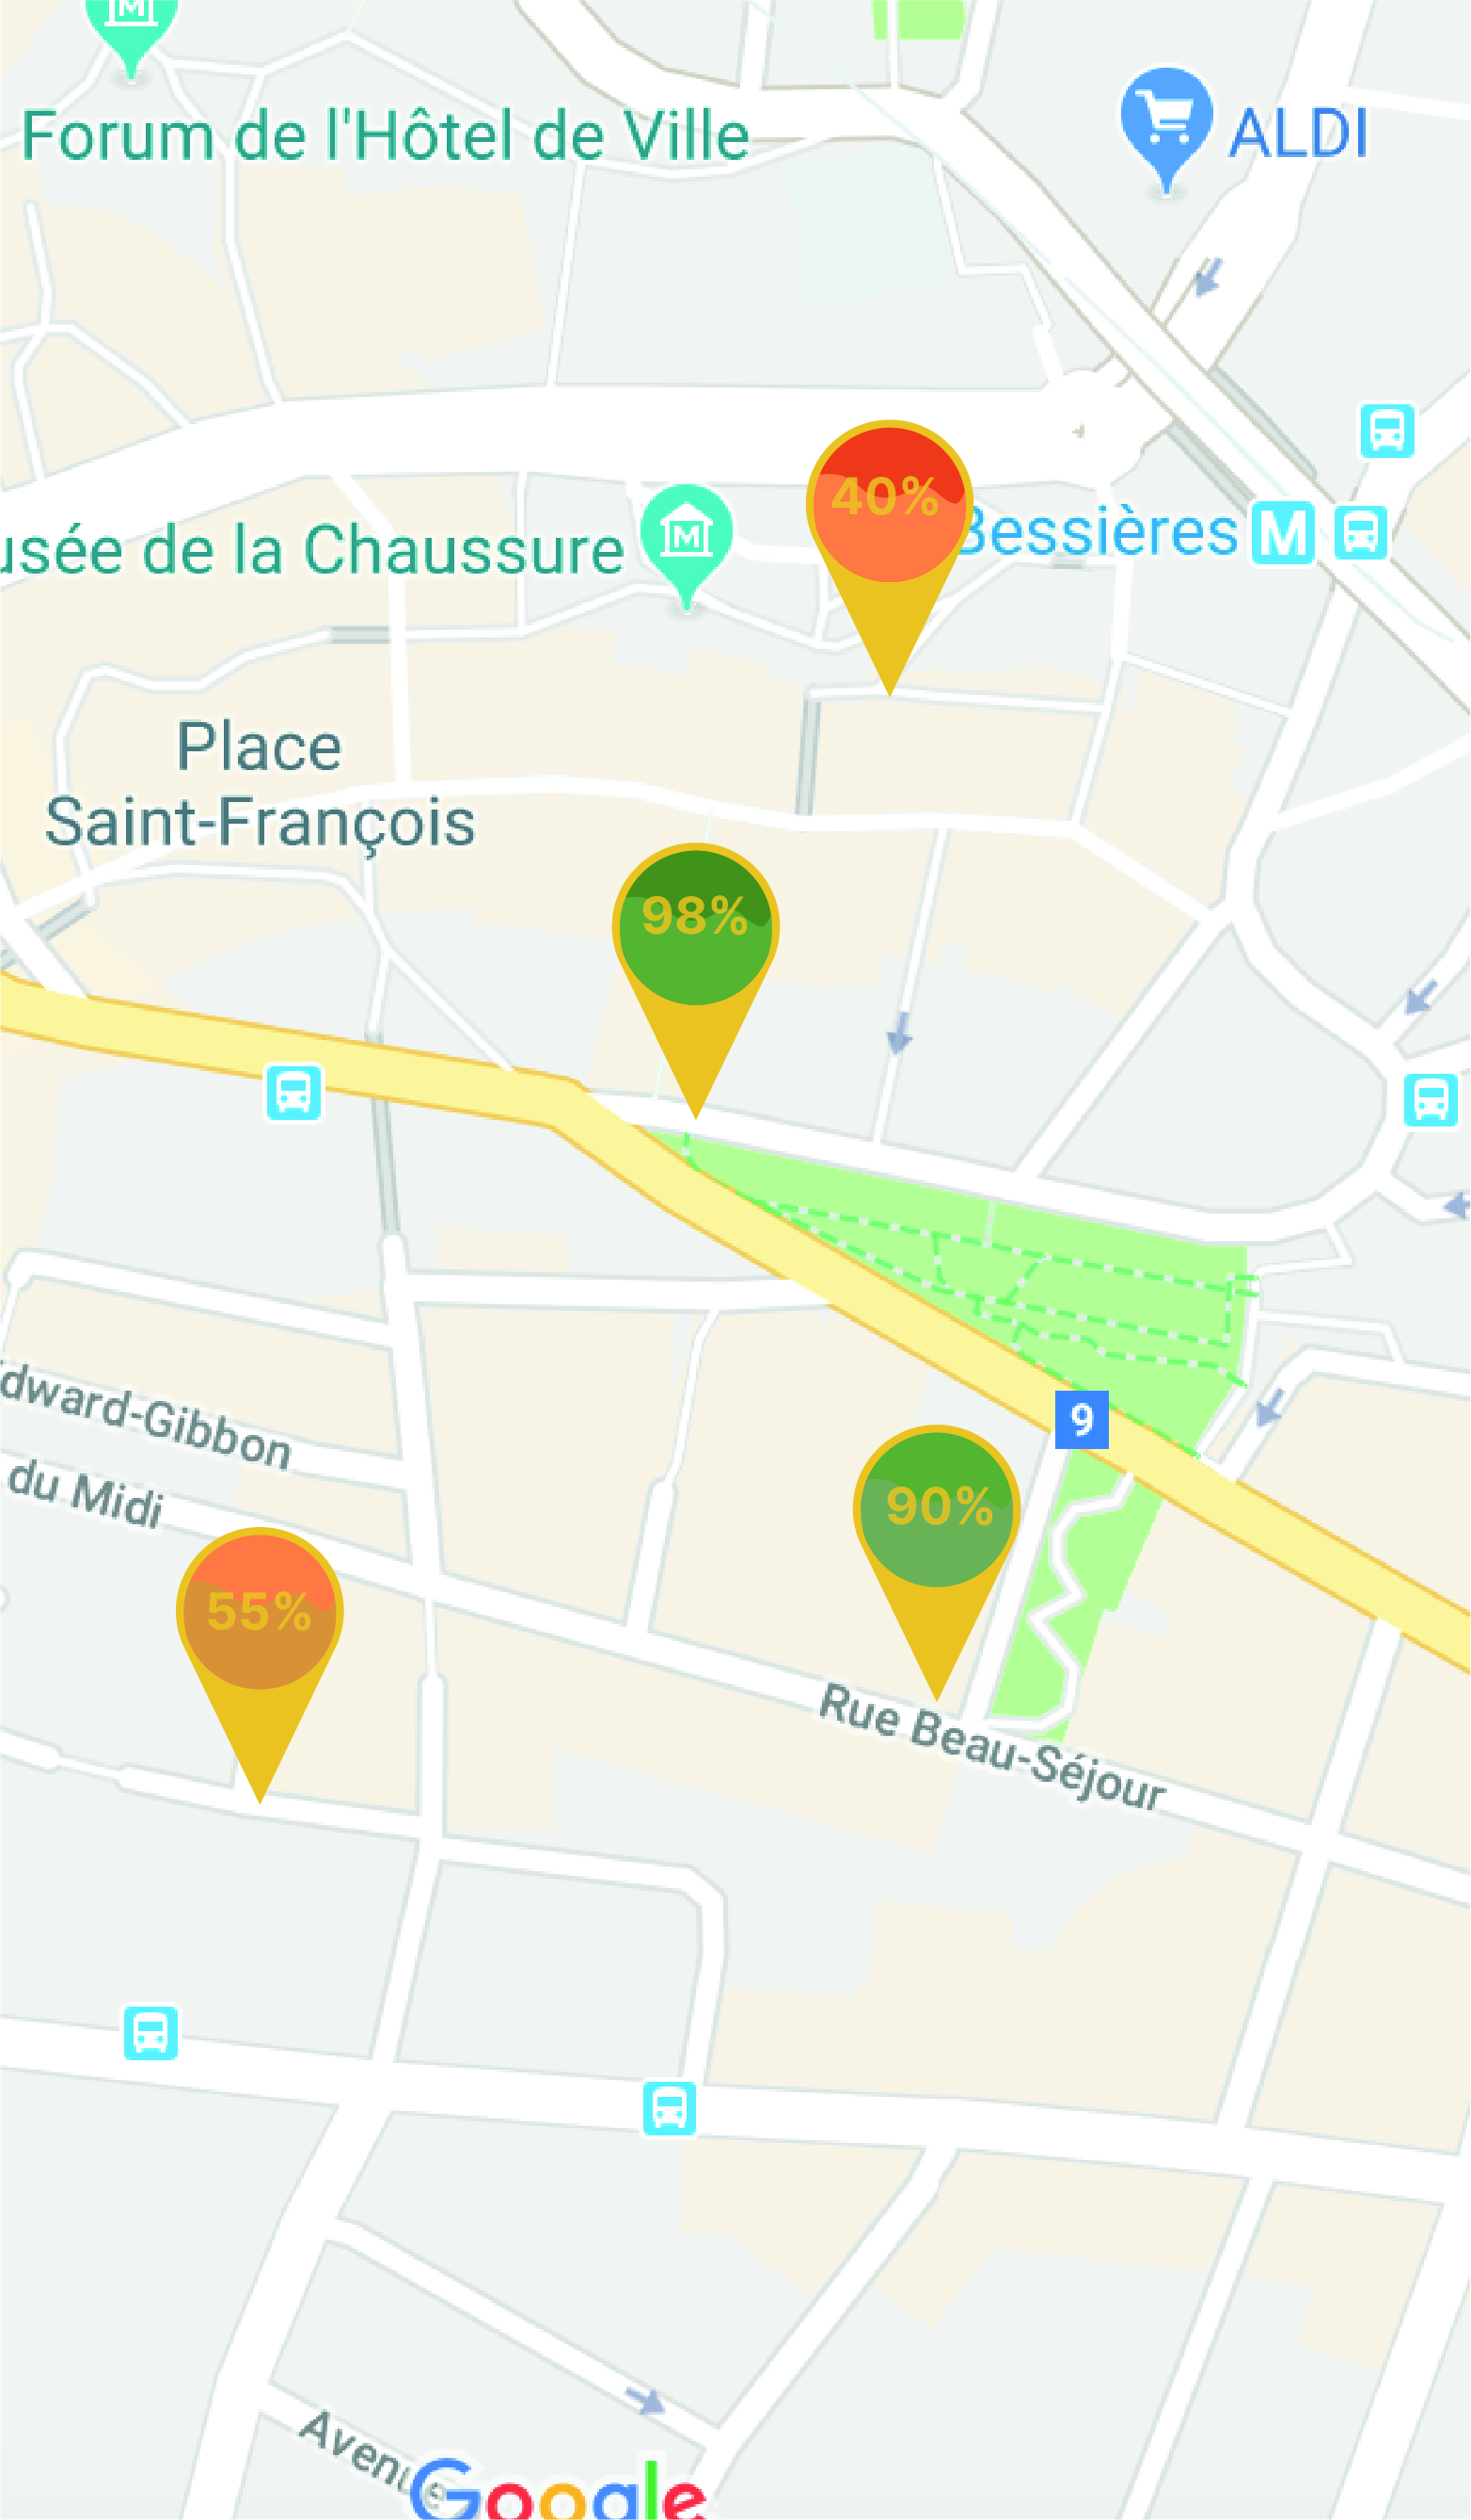 Forum de l'Hôtel de Ville
ALDI
40%
Bessières M
usée de la Chaussure
M
Place
Saint-François
98%
9
dward-Gibbon
du Midi
90%
55%
Rue Beau-Séjour
Avenue
Google